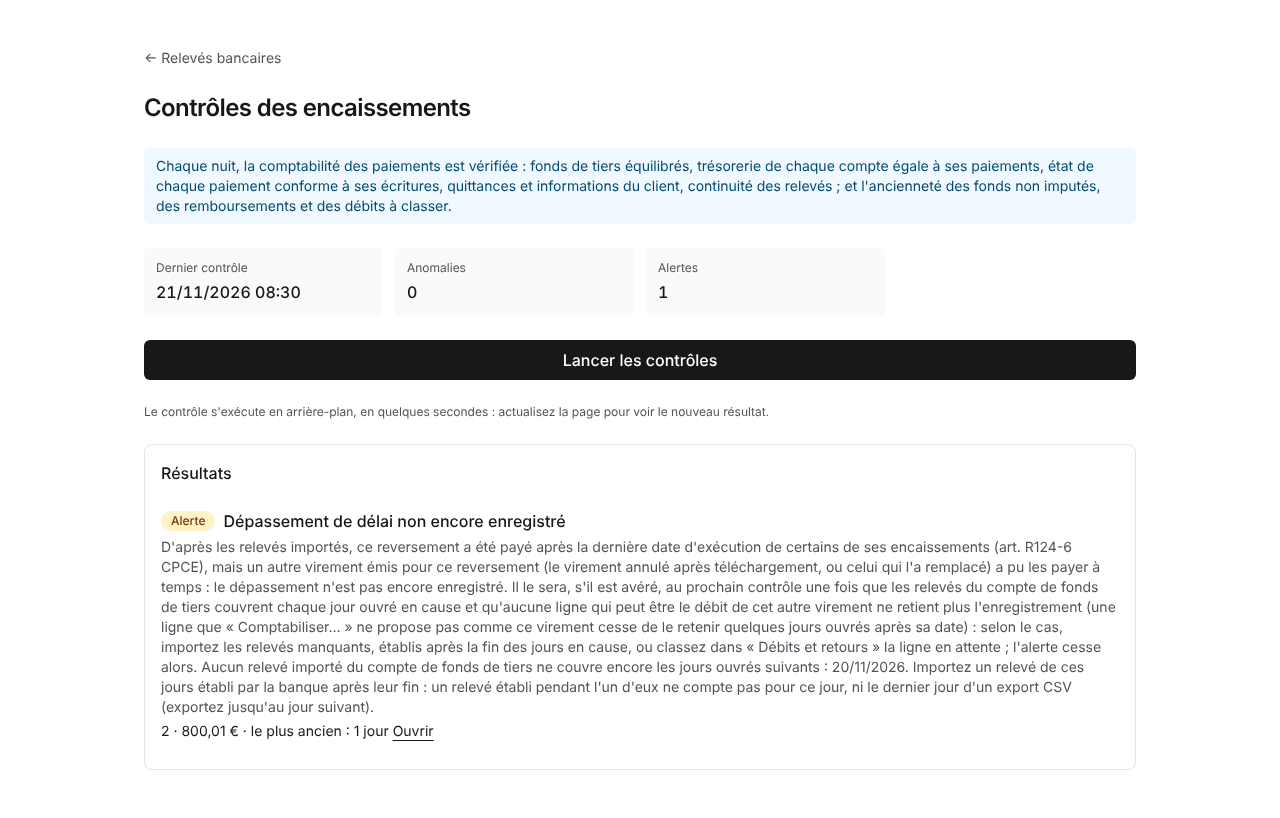 ← Relevés bancaires
Contrôles des encaissements
Chaque nuit, la comptabilité des paiements est vérifiée : fonds de tiers équilibrés, trésorerie de chaque compte égale à ses paiements, état de
chaque paiement conforme à ses écritures, quittances et informations du client, continuité des relevés ; et l'ancienneté des fonds non imputés,
des remboursements et des débits à classer.
Dernier contrôle
21/11/2026 08:30
Anomalies
0
Alertes
1
Lancer les contrôles
Le contrôle s'exécute en arrière-plan, en quelques secondes : actualisez la page pour voir le nouveau résultat.
Résultats
Alerte Dépassement de délai non encore enregistré
D'après les relevés importés, ce reversement a été payé après la dernière date d'exécution de certains de ses encaissements (art. R124-6
CPCE), mais un autre virement émis pour ce reversement (le virement annulé après téléchargement, ou celui qui l'a remplacé) a pu les payer à
temps : le dépassement n'est pas encore enregistré. Il le sera, s'il est avéré, au prochain contrôle une fois que les relevés du compte de fonds
de tiers couvrent chaque jour ouvré en cause et qu'aucune ligne qui peut être le débit de cet autre virement ne retient plus l'enregistrement (une
ligne que « Comptabiliser... » ne propose pas comme ce virement cesse de le retenir quelques jours ouvrés après sa date) : selon le cas,
importez les relevés manquants, établis après la fin des jours en cause, ou classez dans « Débits et retours » la ligne en attente ; l'alerte cesse
alors. Aucun relevé importé du compte de fonds de tiers ne couvre encore les jours ouvrés suivants : 20/11/2026. Importez un relevé de ces
jours établi par la banque après leur fin : un relevé établi pendant l'un d'eux ne compte pas pour ce jour, ni le dernier jour d'un export CSV
(exportez jusqu'au jour suivant).
2 · 800,01 € · le plus ancien : 1 jour Ouvrir